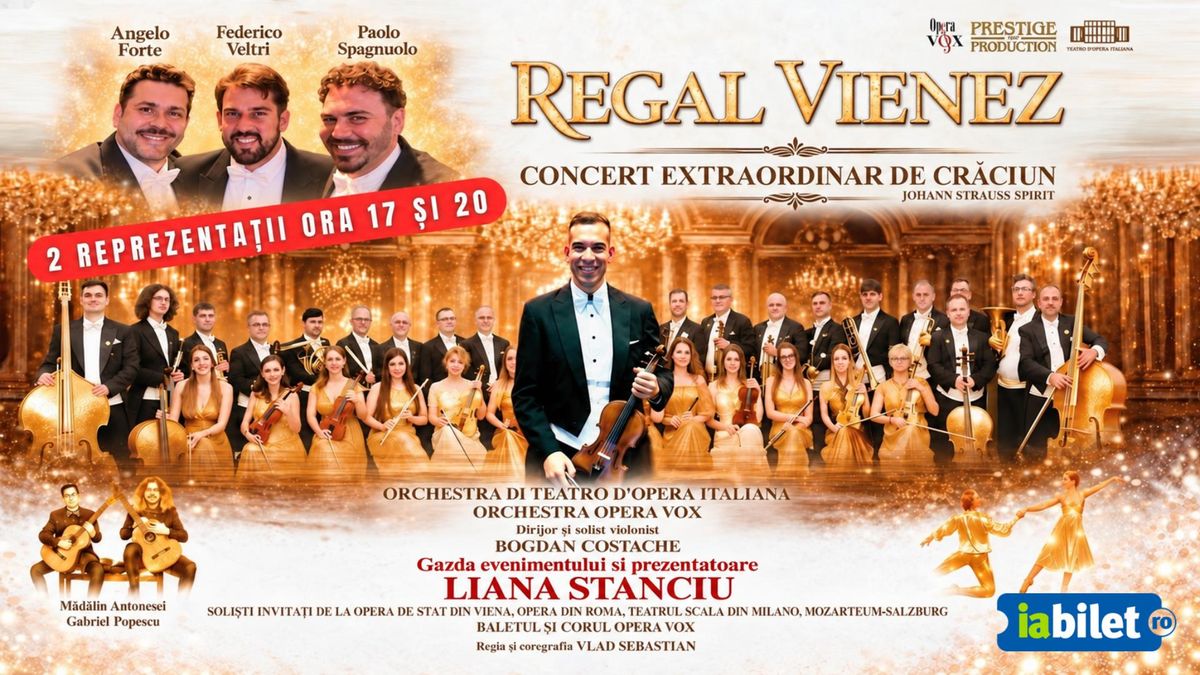 Angelo
Forte
Federico
Veltri
Paolo
Spagnuolo
Opera
VOX
PRESTIGE
PRODUCTION
TEATRO D'OPERA ITALIANA
REGAL VIENEZ
CONCERT EXTRAORDINAR DE CRĂCIUN
JOHANN STRAUSS SPIRIT
2 REPREZENTAȚII ORA 17 ȘI 20
ORCHESTRA DI TEATRO D'OPERA ITALIANA
ORCHESTRA OPERA VOX
Dirijor și solist violonist
BOGDAN COSTACHE
Gazda evenimentului si prezentatoare
LIANA STANCIU
SOLIȘTI INVITAȚI DE LA OPERA DE STAT DIN VIENA, OPERA DIN ROMA, TEATRUL SCALA DIN MILANO, MOZARTEUM-SALZBURG
BALETUL ȘI CORUL OPERA VOX
Regia și coregrafia VLAD SEBASTIAN
Mădălin Antonesei
Gabriel Popescu
iabilet.ro